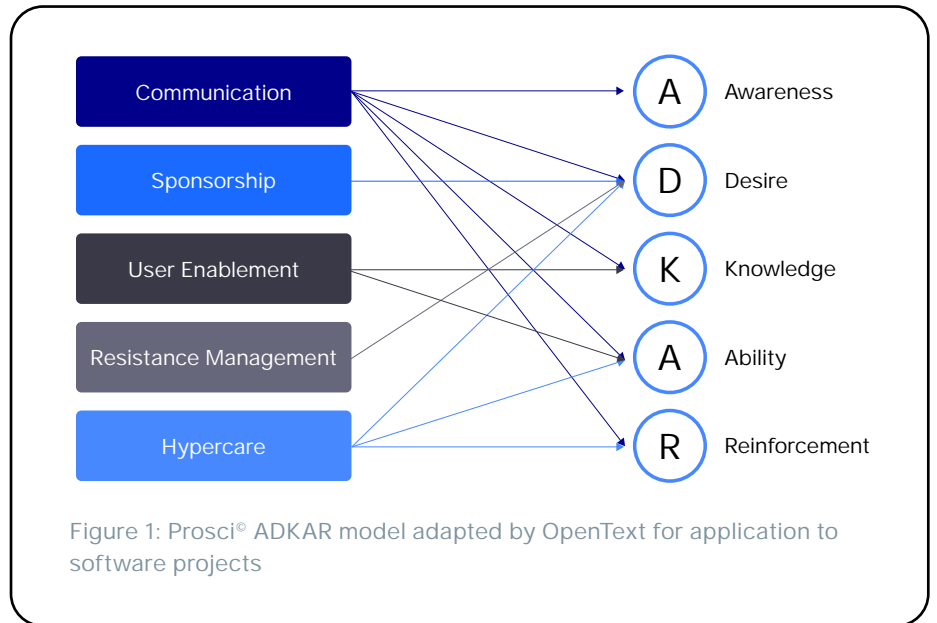 Communication
A Awareness
Sponsorship
D Desire
User Enablement
K Knowledge
Resistance Management
A Ability
Hypercare
R Reinforcement
Figure 1: Prosci© ADKAR model adapted by OpenText for application to
software projects